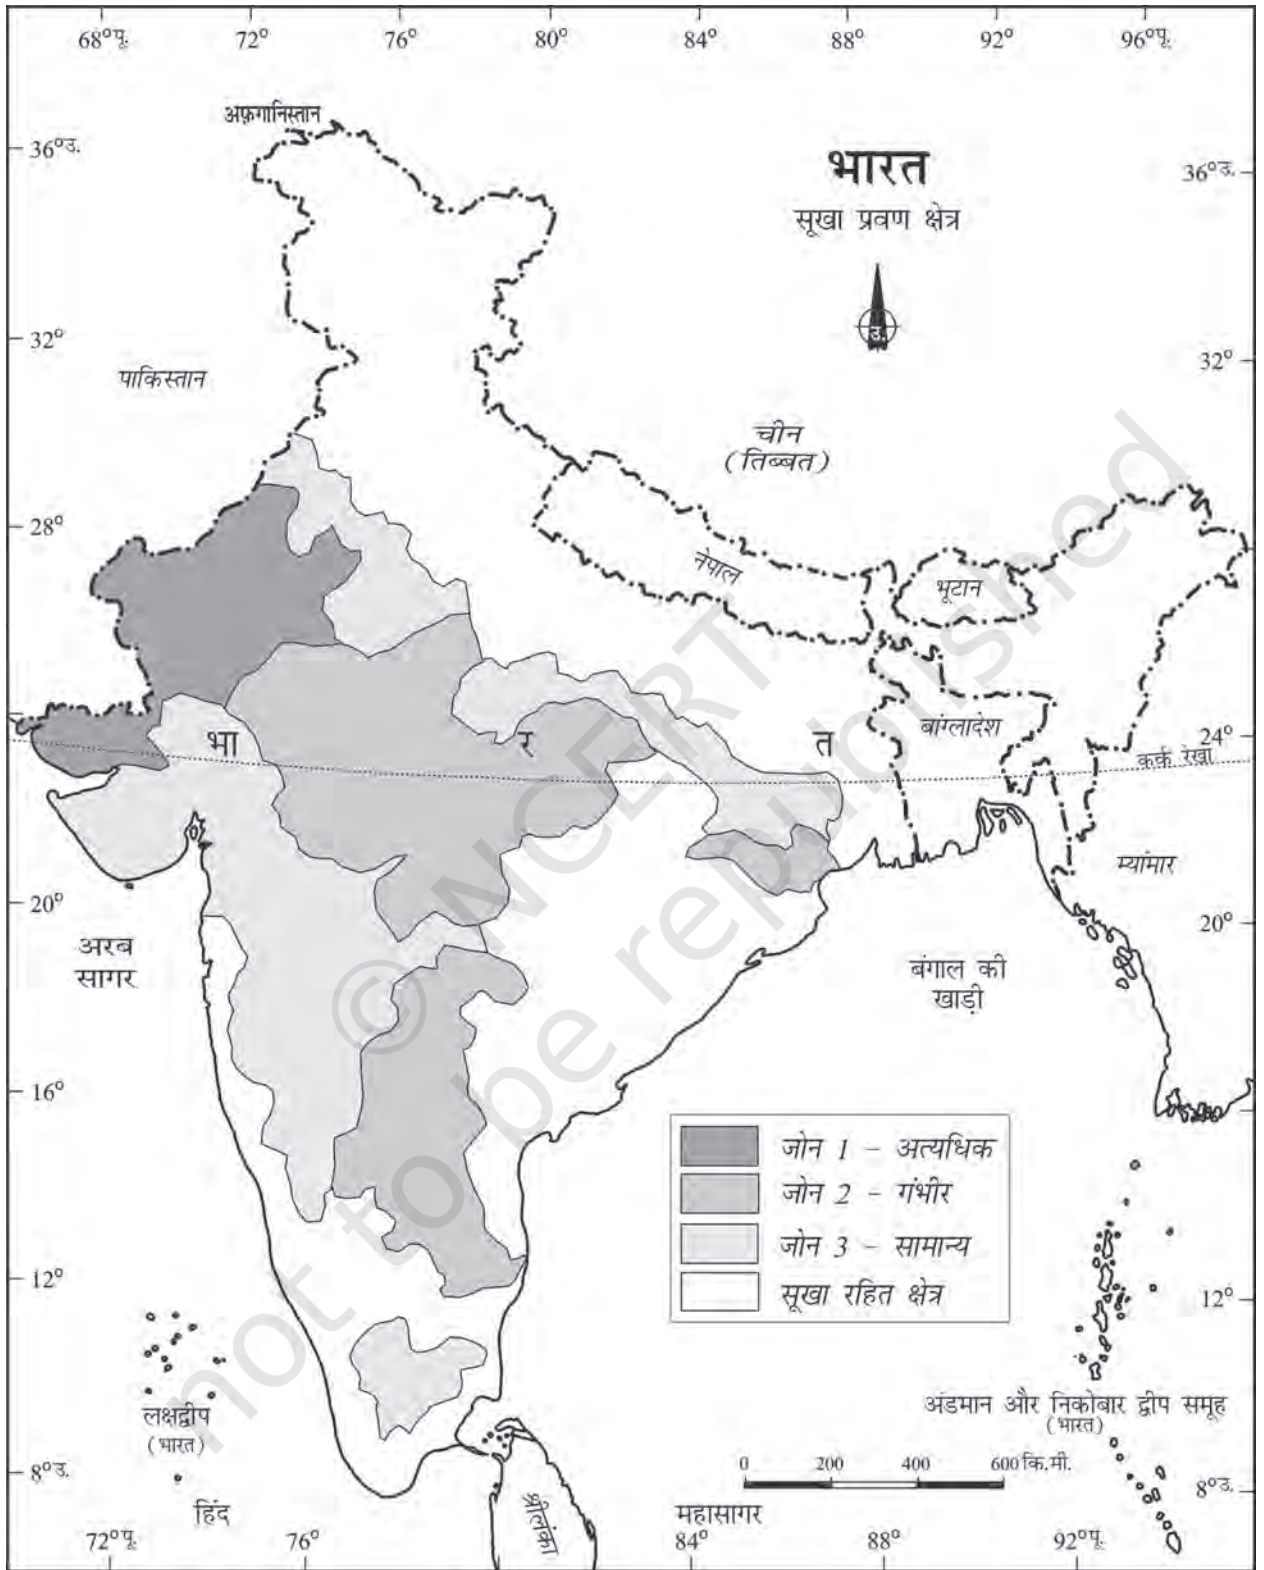 68°पू. 72° 76° 80° 84° 88° 92° 96°पू.
अफ़गानिस्तान
36°उ.
भारत
36°उ.
सूखा प्रवण क्षेत्र
उ.
32°
32°
पाकिस्तान
चीन
(तिब्बत)
28°
नेपाल
भूटान
बांग्लादेश
भा र त
24°
कर्क रेखा
म्यांमार
20°
20°
अरब
सागर
बंगाल की
खाड़ी
16°
जोन 1 – अत्यधिक
जोन 2 – गंभीर
जोन 3 – सामान्य
सूखा रहित क्षेत्र
12°
12°
लक्षद्वीप
(भारत)
अंडमान और निकोबार द्वीप समूह
(भारत)
0 200 400 600 कि.मी.
8°उ.
8°उ.
हिंद
महासागर
श्रीलंका
72°पू. 76° 84° 88° 92°पू.
© NCERT
not to be republished